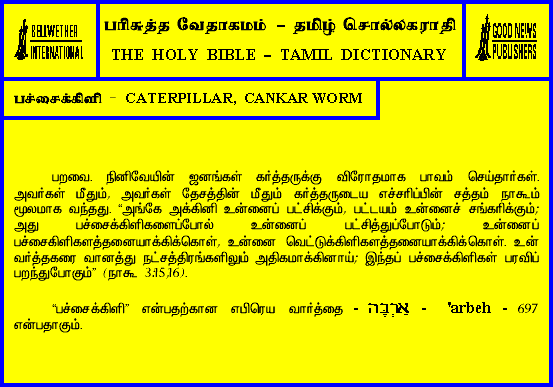 BELLWETHER
INTERNATIONAL
பரிசுத்த வேதாகமம் – தமிழ் சொல்லகராதி
THE HOLY BIBLE – TAMIL DICTIONARY
GOOD NEWS
PUBLISHERS
பச்சைக்கிளி – CATERPILLAR, CANKAR WORM
பறவை. நினிவேயின் ஜனங்கள் கர்த்தருக்கு விரோதமாக பாவம் செய்தார்கள்.
அவர்கள் மீதும், அவர்கள் தேசத்தின் மீதும் கர்த்தருடைய எச்சரிப்பின் சத்தம் நாகூம்
மூலமாக வந்தது. “அங்கே அக்கினி உன்னைப் பட்சிக்கும், பட்டயம் உன்னைச் சங்கரிக்கும்;
அது பச்சைக்கிளிகளைப்போல் உன்னைப் பட்சித்துப்போடும்; உன்னைப்
பச்சைகிளிகளத்தனையாக்கிக்கொள், உன்னை வெட்டுக்கிளிகளத்தனையாக்கிக்கொள். உன்
வர்த்தகரை வானத்து நட்சத்திரங்களிலும் அதிகமாக்கினாய்; இந்தப் பச்சைக்கிளிகள் பரவிப்
பறந்துபோகும்” (நாகூ 3:15,16).
“பச்சைக்கிளி” என்பதற்கான எபிரெய வார்த்தை - אַרְבֶּה - 'arbeh - 697
என்பதாகும்.